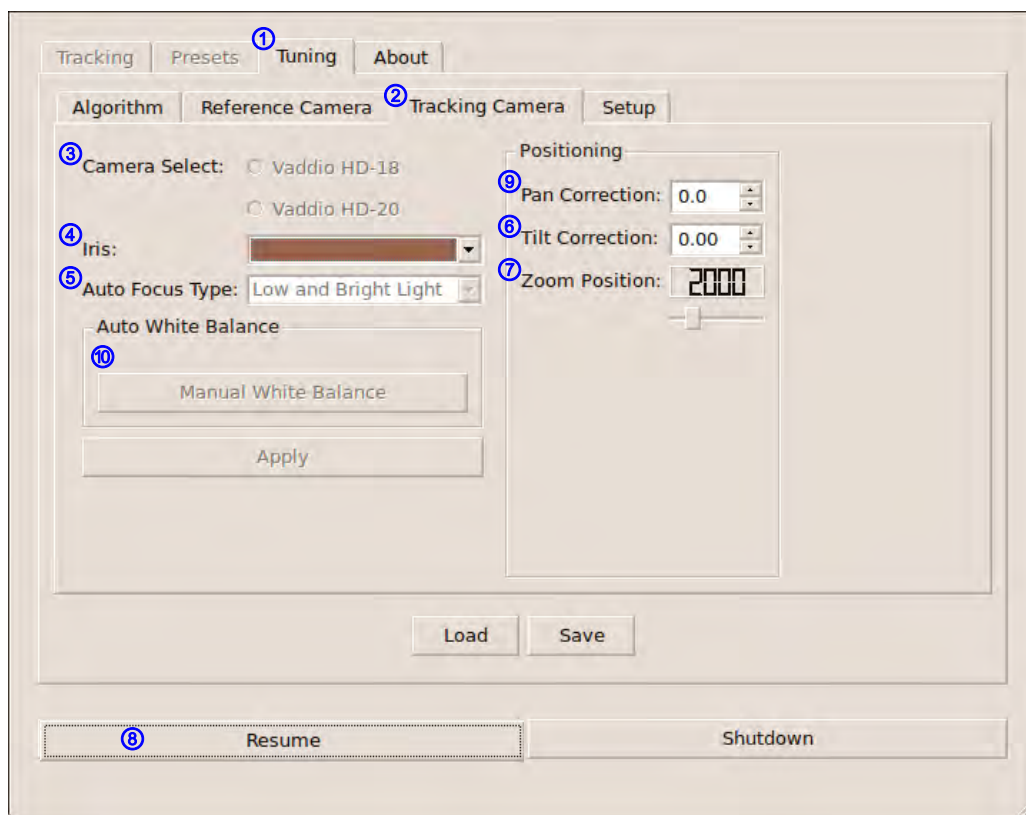 ①
Tracking Presets Tuning About
②
Algorithm Reference Camera Tracking Camera Setup
③
Camera Select: Vaddio HD-18
Vaddio HD-20
④
Iris:
⑤
Auto Focus Type: Low and Bright Light
Auto White Balance
⑩
Manual White Balance
Apply
Positioning
⑨
Pan Correction: 0.0
⑥
Tilt Correction: 0.00
⑦
Zoom Position: 2000
Load Save
⑧ Resume Shutdown